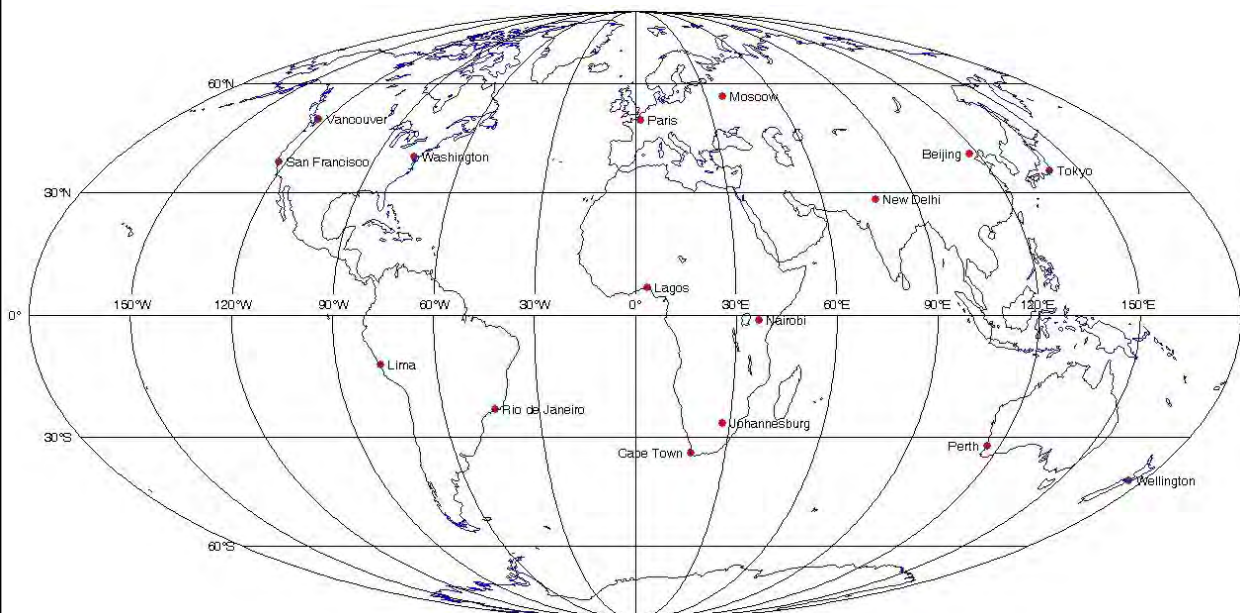 60°N
Moscow
Vancouver
Paris
San Francisco
Washington
Beijing
Tokyo
30°N
New Delhi
Lagos
150°W
120°W
90°W
60°W
30°W
0
30°E
60°E
90°E
120°E
150°E
0°
Nairobi
Lima
Rio de Janeiro
Johannesburg
30°S
Cape Town
Perth
Wellington
60°S